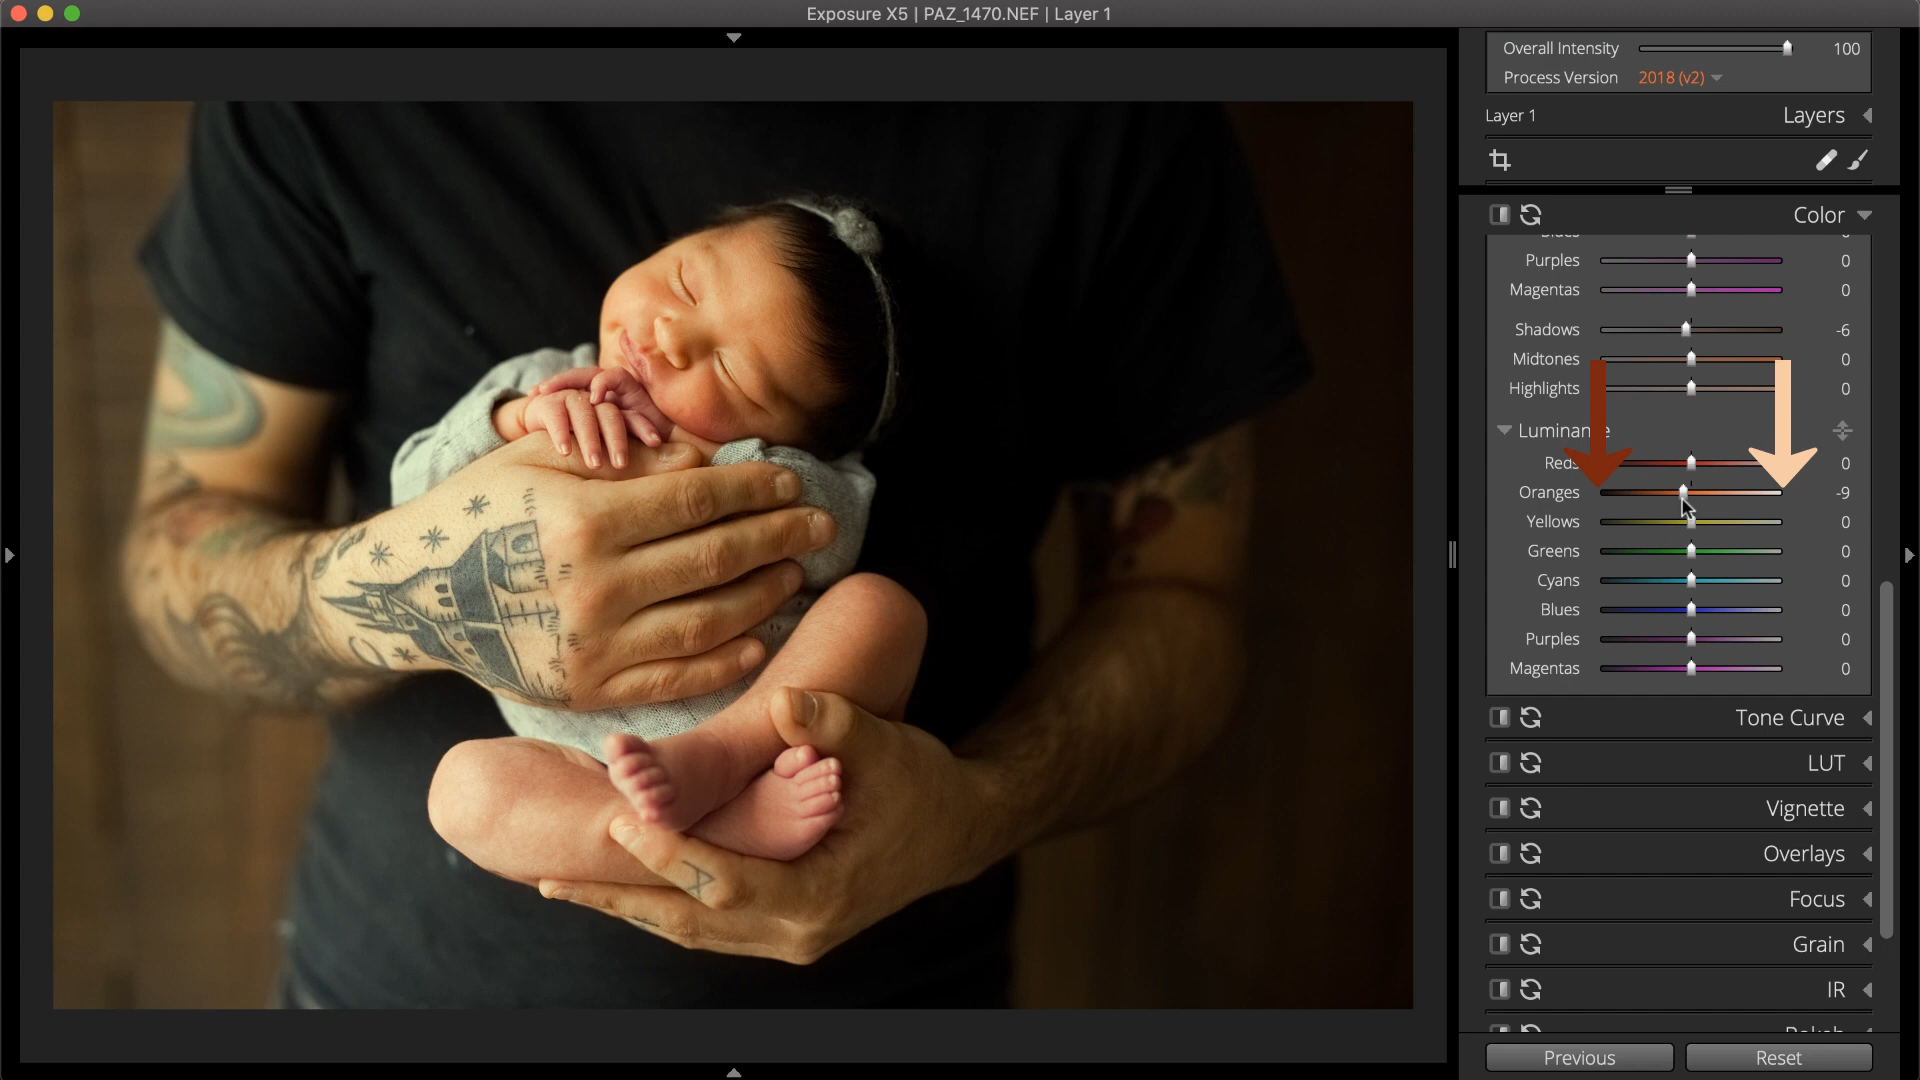 Exposure X5 | PAZ_1470.NEF | Layer 1
Overall Intensity 100
Process Version 2018 (v2)
Layer 1 Layers
Color
Purples 0
Magentas 0
Shadows -6
Midtones 0
Highlights 0
Luminance
Reds 0
Oranges -9
Yellows 0
Greens 0
Cyans 0
Blues 0
Purples 0
Magentas 0
Tone Curve
LUT
Vignette
Overlays
Focus
Grain
IR
Previous Reset